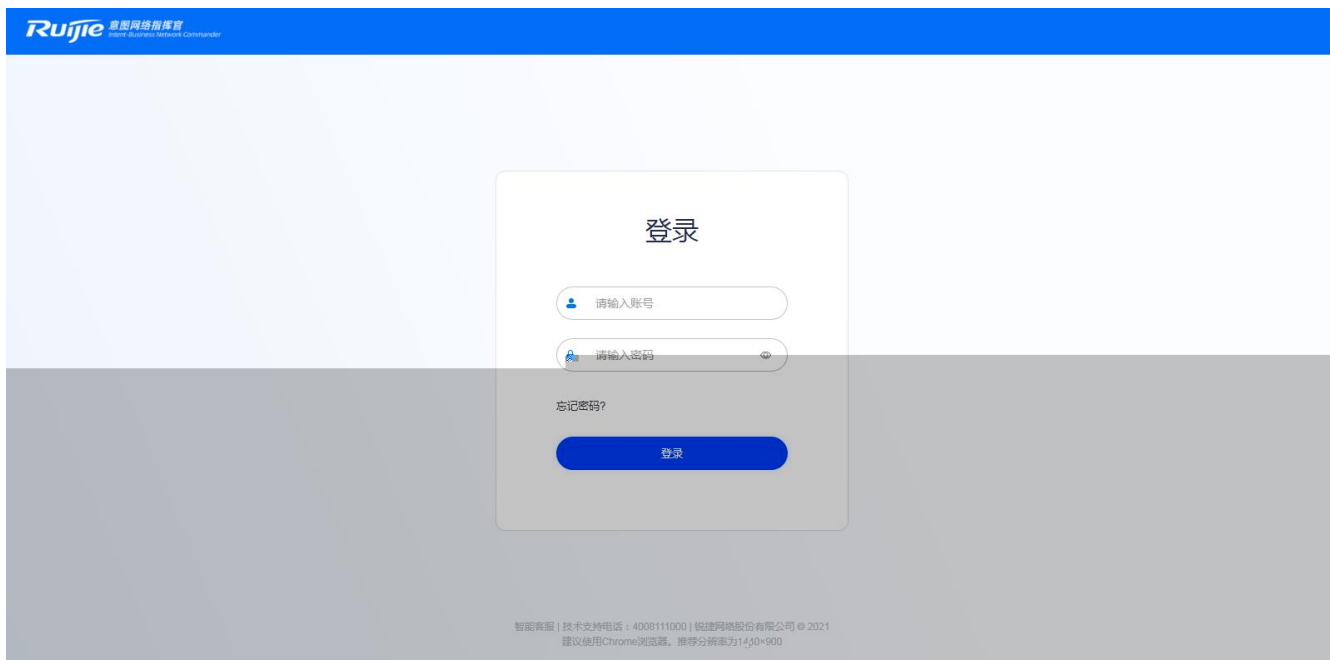 Ruijie 意图网络指挥官
Intent-Business Network Commander
登录
请输入账号
请输入密码
忘记密码?
登录
智能客服 | 技术支持电话：4008111000 | 锐捷网络股份有限公司 © 2021
建议使用Chrome浏览器。推荐分辨率为1440×900